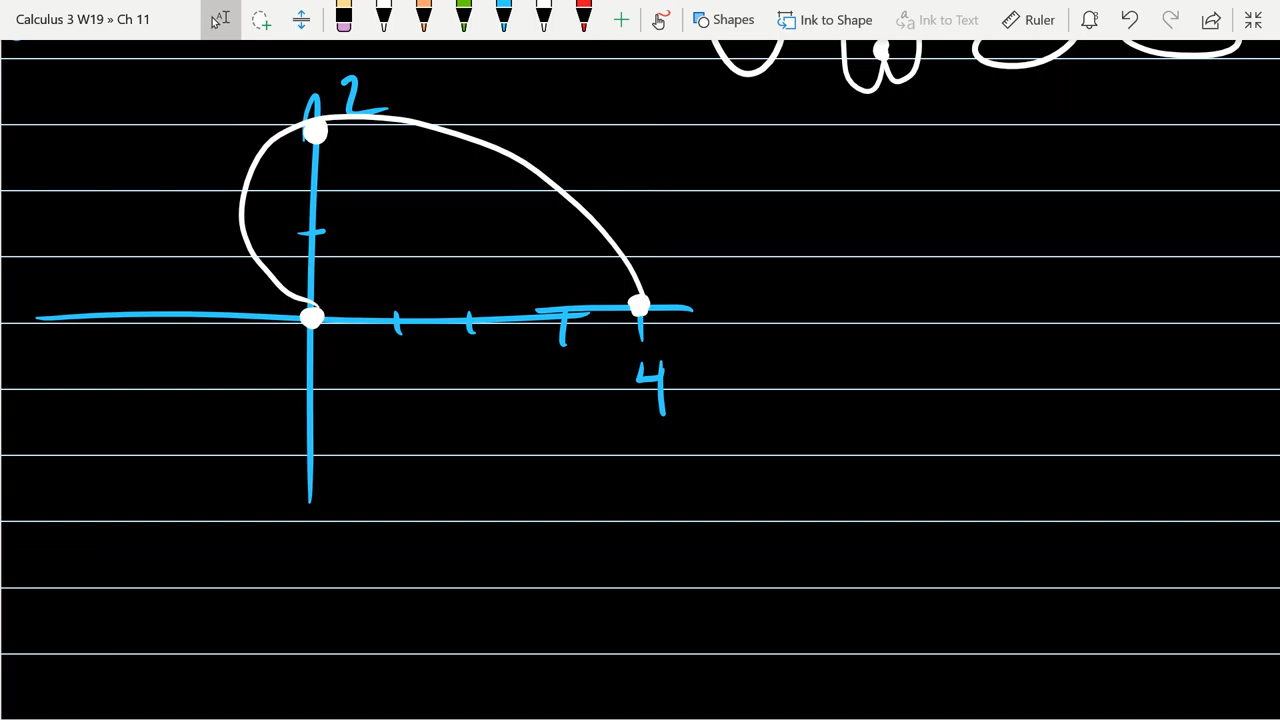 Calculus 3 W19 » Ch 11
Shapes
Ink to Shape
Ink to Text
Ruler
2
4